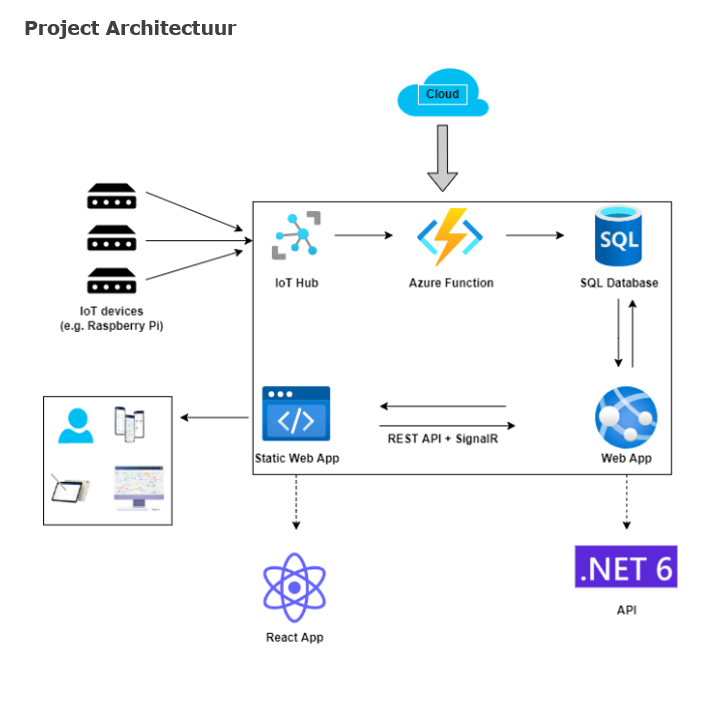 Project Architectuur
Cloud
IoT Hub
Azure Function
SQL
SQL Database
IoT devices
(e.g. Raspberry Pi)
REST API + SignalR
Static Web App
Web App
.NET 6
API
React App